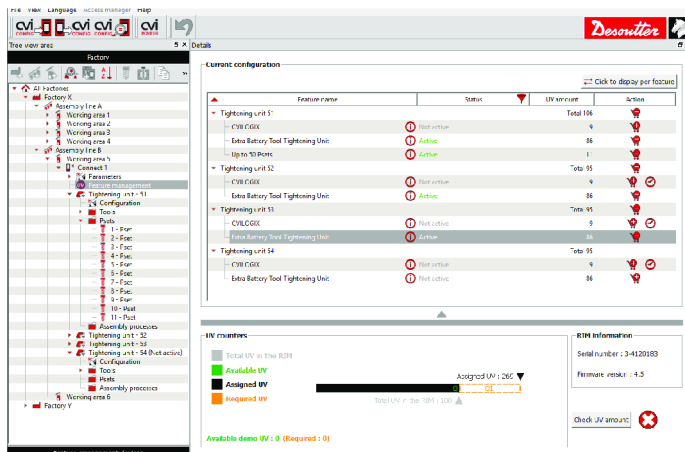 File View Language Access manager Help
CVI CONFIG CVI CONFIG CVI CONFIG CVI
Desoutter
Tree view area
Details
Factory
All Factories
Factory X
Assembly line A
Working area 1
Working area 2
Working area 3
Working area 4
Assembly line B
Working area 5
Connect 1
Parameters
Feature management
Tightening unit - 51
Configuration
Tools
Psets
1 - Pset
2 - Pset
3 - Pset
4 - Pset
5 - Pset
6 - Pset
7 - Pset
8 - Pset
9 - Pset
10 - Pset
11 - Pset
Assembly processes
Tightening unit - 52
Tightening unit - 53
Tightening unit - 54 (Not active)
Configuration
Tools
Psets
Assembly processes
Working area 6
Factory Y
Current configuration
Click to display per feature
Feature name Status UV amount Action
Tightening unit 51 Total 106
CVILOGIX Not active 9
Extra Battery Tool Tightening Unit Active 86
Up to 50 Psets Active 11
Tightening unit 52 Total 95
CVILOGIX Not active 9
Extra Battery Tool Tightening Unit Active 86
Tightening unit 53 Total 95
CVILOGIX Not active 9
Extra Battery Tool Tightening Unit Active 86
Tightening unit 54 Total 95
CVILOGIX Not active 9
Extra Battery Tool Tightening Unit Not active 86
UV counters
Total UV in the RIM
Available UV
Assigned UV
Required UV
Assigned UV : 269
0
Total UV in the RIM : 100
Available demo UV : 0 (Required : 0)
RIM Information
Serial number : 3-4120183
Firmware version : 4.5
Check UV amount